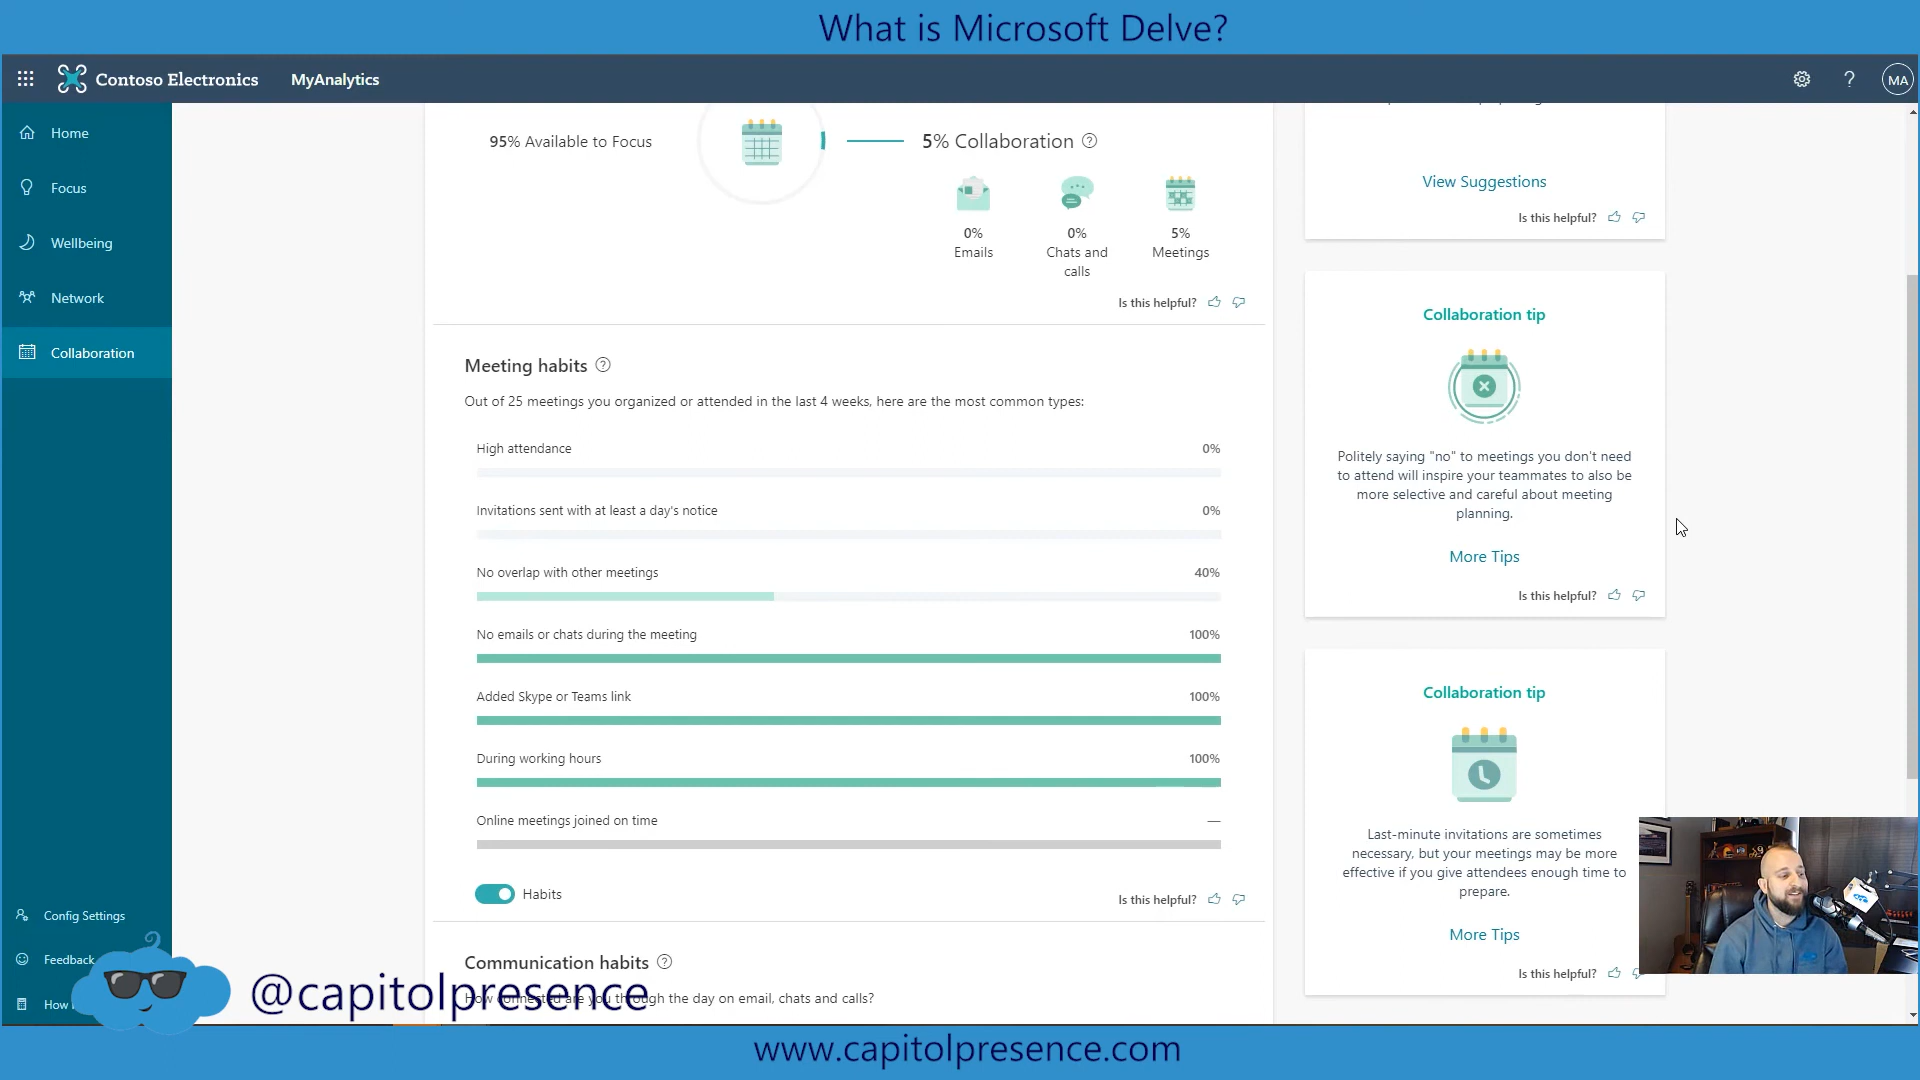 What is Microsoft Delve?
Contoso Electronics
MyAnalytics
?
MA
Home
Focus
Wellbeing
Network
Collaboration
Config Settings
Feedback
How
95% Available to Focus
5% Collaboration ?
0%
Emails
0%
Chats and
calls
5%
Meetings
Is this helpful?
Meeting habits ?
Out of 25 meetings you organized or attended in the last 4 weeks, here are the most common types:
High attendance 0%
Invitations sent with at least a day's notice 0%
No overlap with other meetings 40%
No emails or chats during the meeting 100%
Added Skype or Teams link 100%
During working hours 100%
Online meetings joined on time —
Habits
Is this helpful?
Communication habits ?
How connected are you through the day on email, chats and calls?
View Suggestions
Is this helpful?
Collaboration tip
Politely saying "no" to meetings you don't need
to attend will inspire your teammates to also be
more selective and careful about meeting
planning.
More Tips
Is this helpful?
Collaboration tip
Last-minute invitations are sometimes
necessary, but your meetings may be more
effective if you give attendees enough time to
prepare.
More Tips
Is this helpful?
@capitolpresence
www.capitolpresence.com